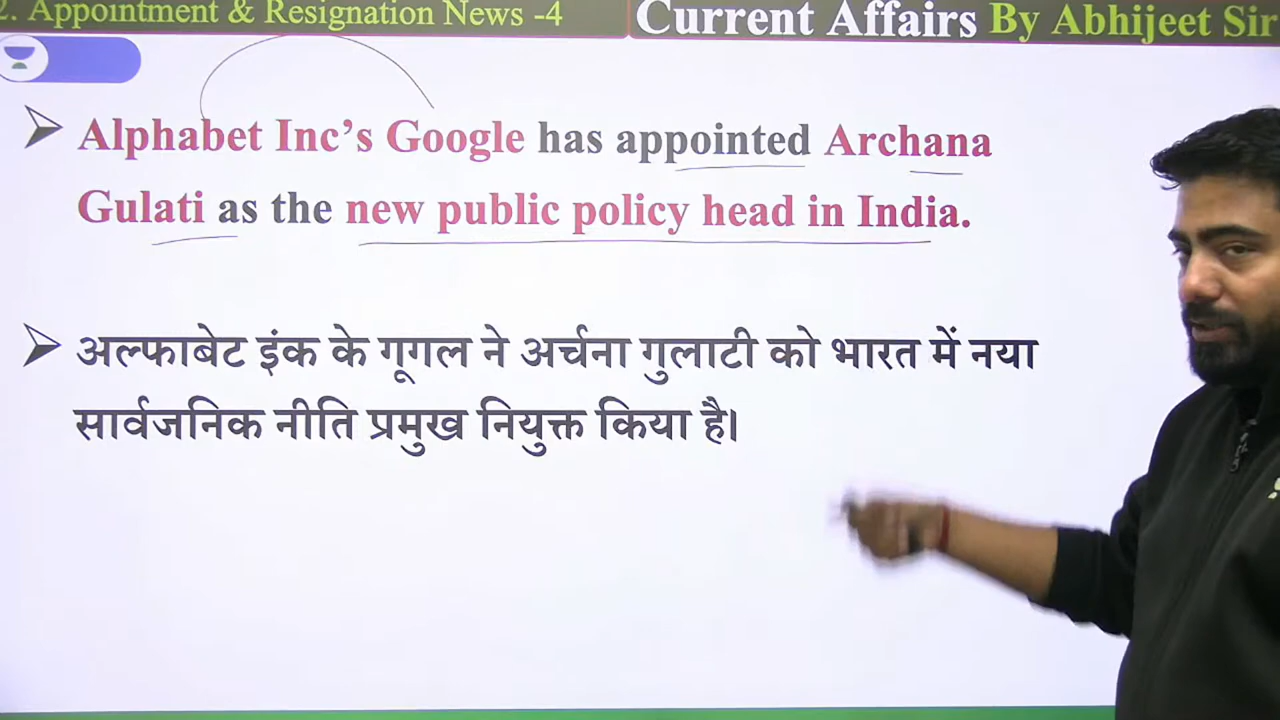 2. Appointment & Resignation News -4
Current Affairs By Abhijeet Sir
Alphabet Inc’s Google has appointed Archana
Gulati as the new public policy head in India.
अल्फाबेट इंक के गूगल ने अर्चना गुलाटी को भारत में नया
सार्वजनिक नीति प्रमुख नियुक्त किया है।